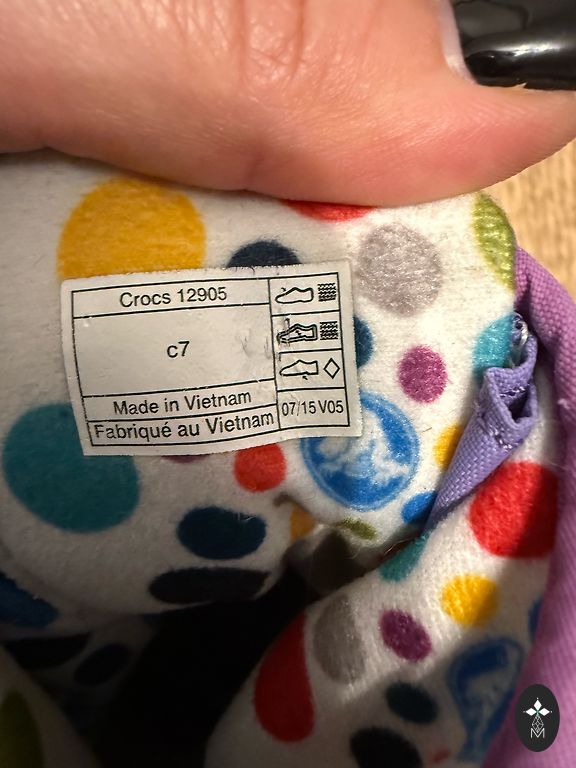 Crocs 12905
c7
Made in Vietnam
Fabriqué au Vietnam
07/15 V05